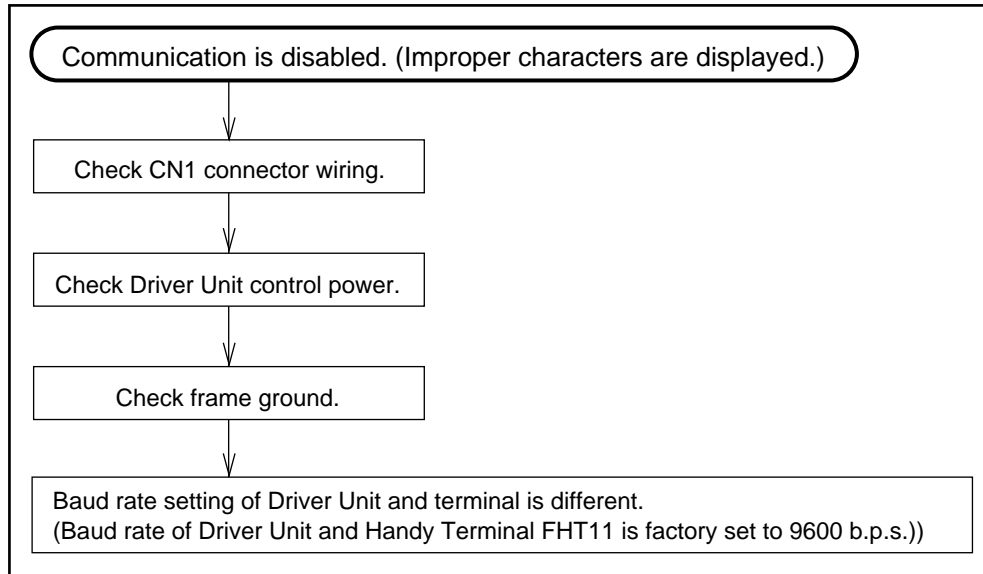 Communication is disabled. (Improper characters are displayed.)
Check CN1 connector wiring.
Check Driver Unit control power.
Check frame ground.
Baud rate setting of Driver Unit and terminal is different.
(Baud rate of Driver Unit and Handy Terminal FHT11 is factory set to 9600 b.p.s.))